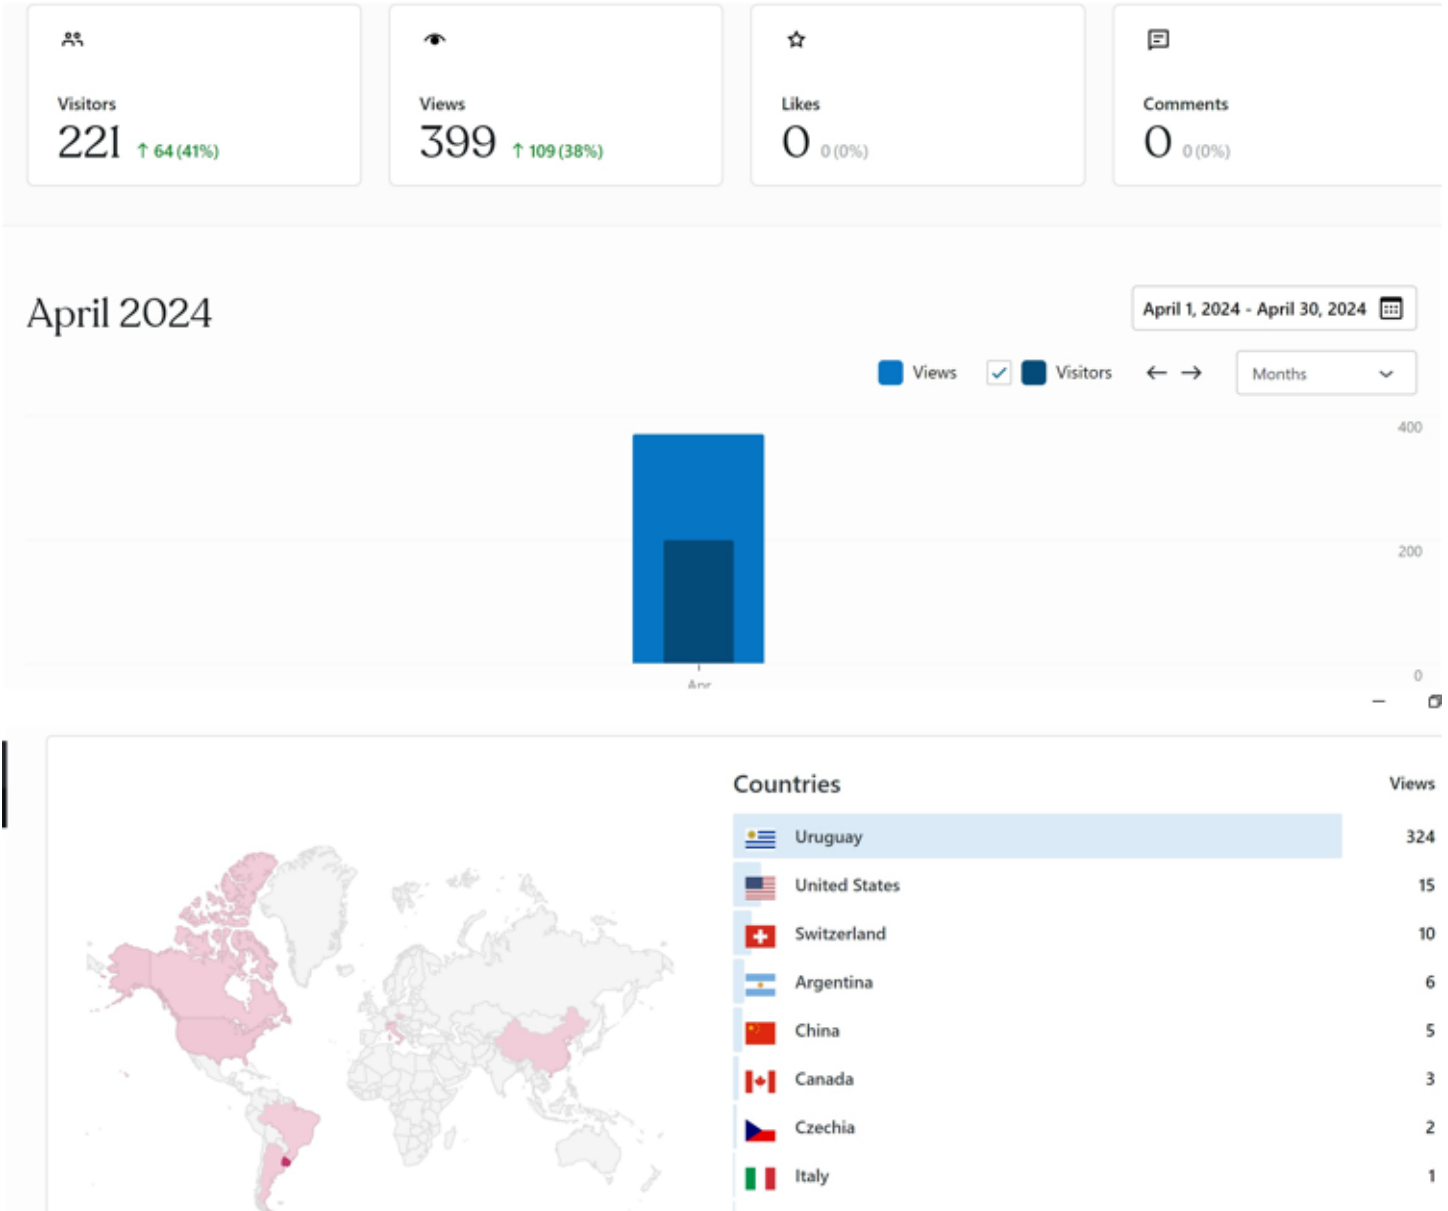 Visitors
221 ↑ 64 (41%)
Views
399 ↑ 109 (38%)
Likes
0 0 (0%)
Comments
0 0 (0%)
April 2024
April 1, 2024 - April 30, 2024
Views Visitors ← → Months
400
200
0
Apr
Countries Views
Uruguay 324
United States 15
Switzerland 10
Argentina 6
China 5
Canada 3
Czechia 2
Italy 1